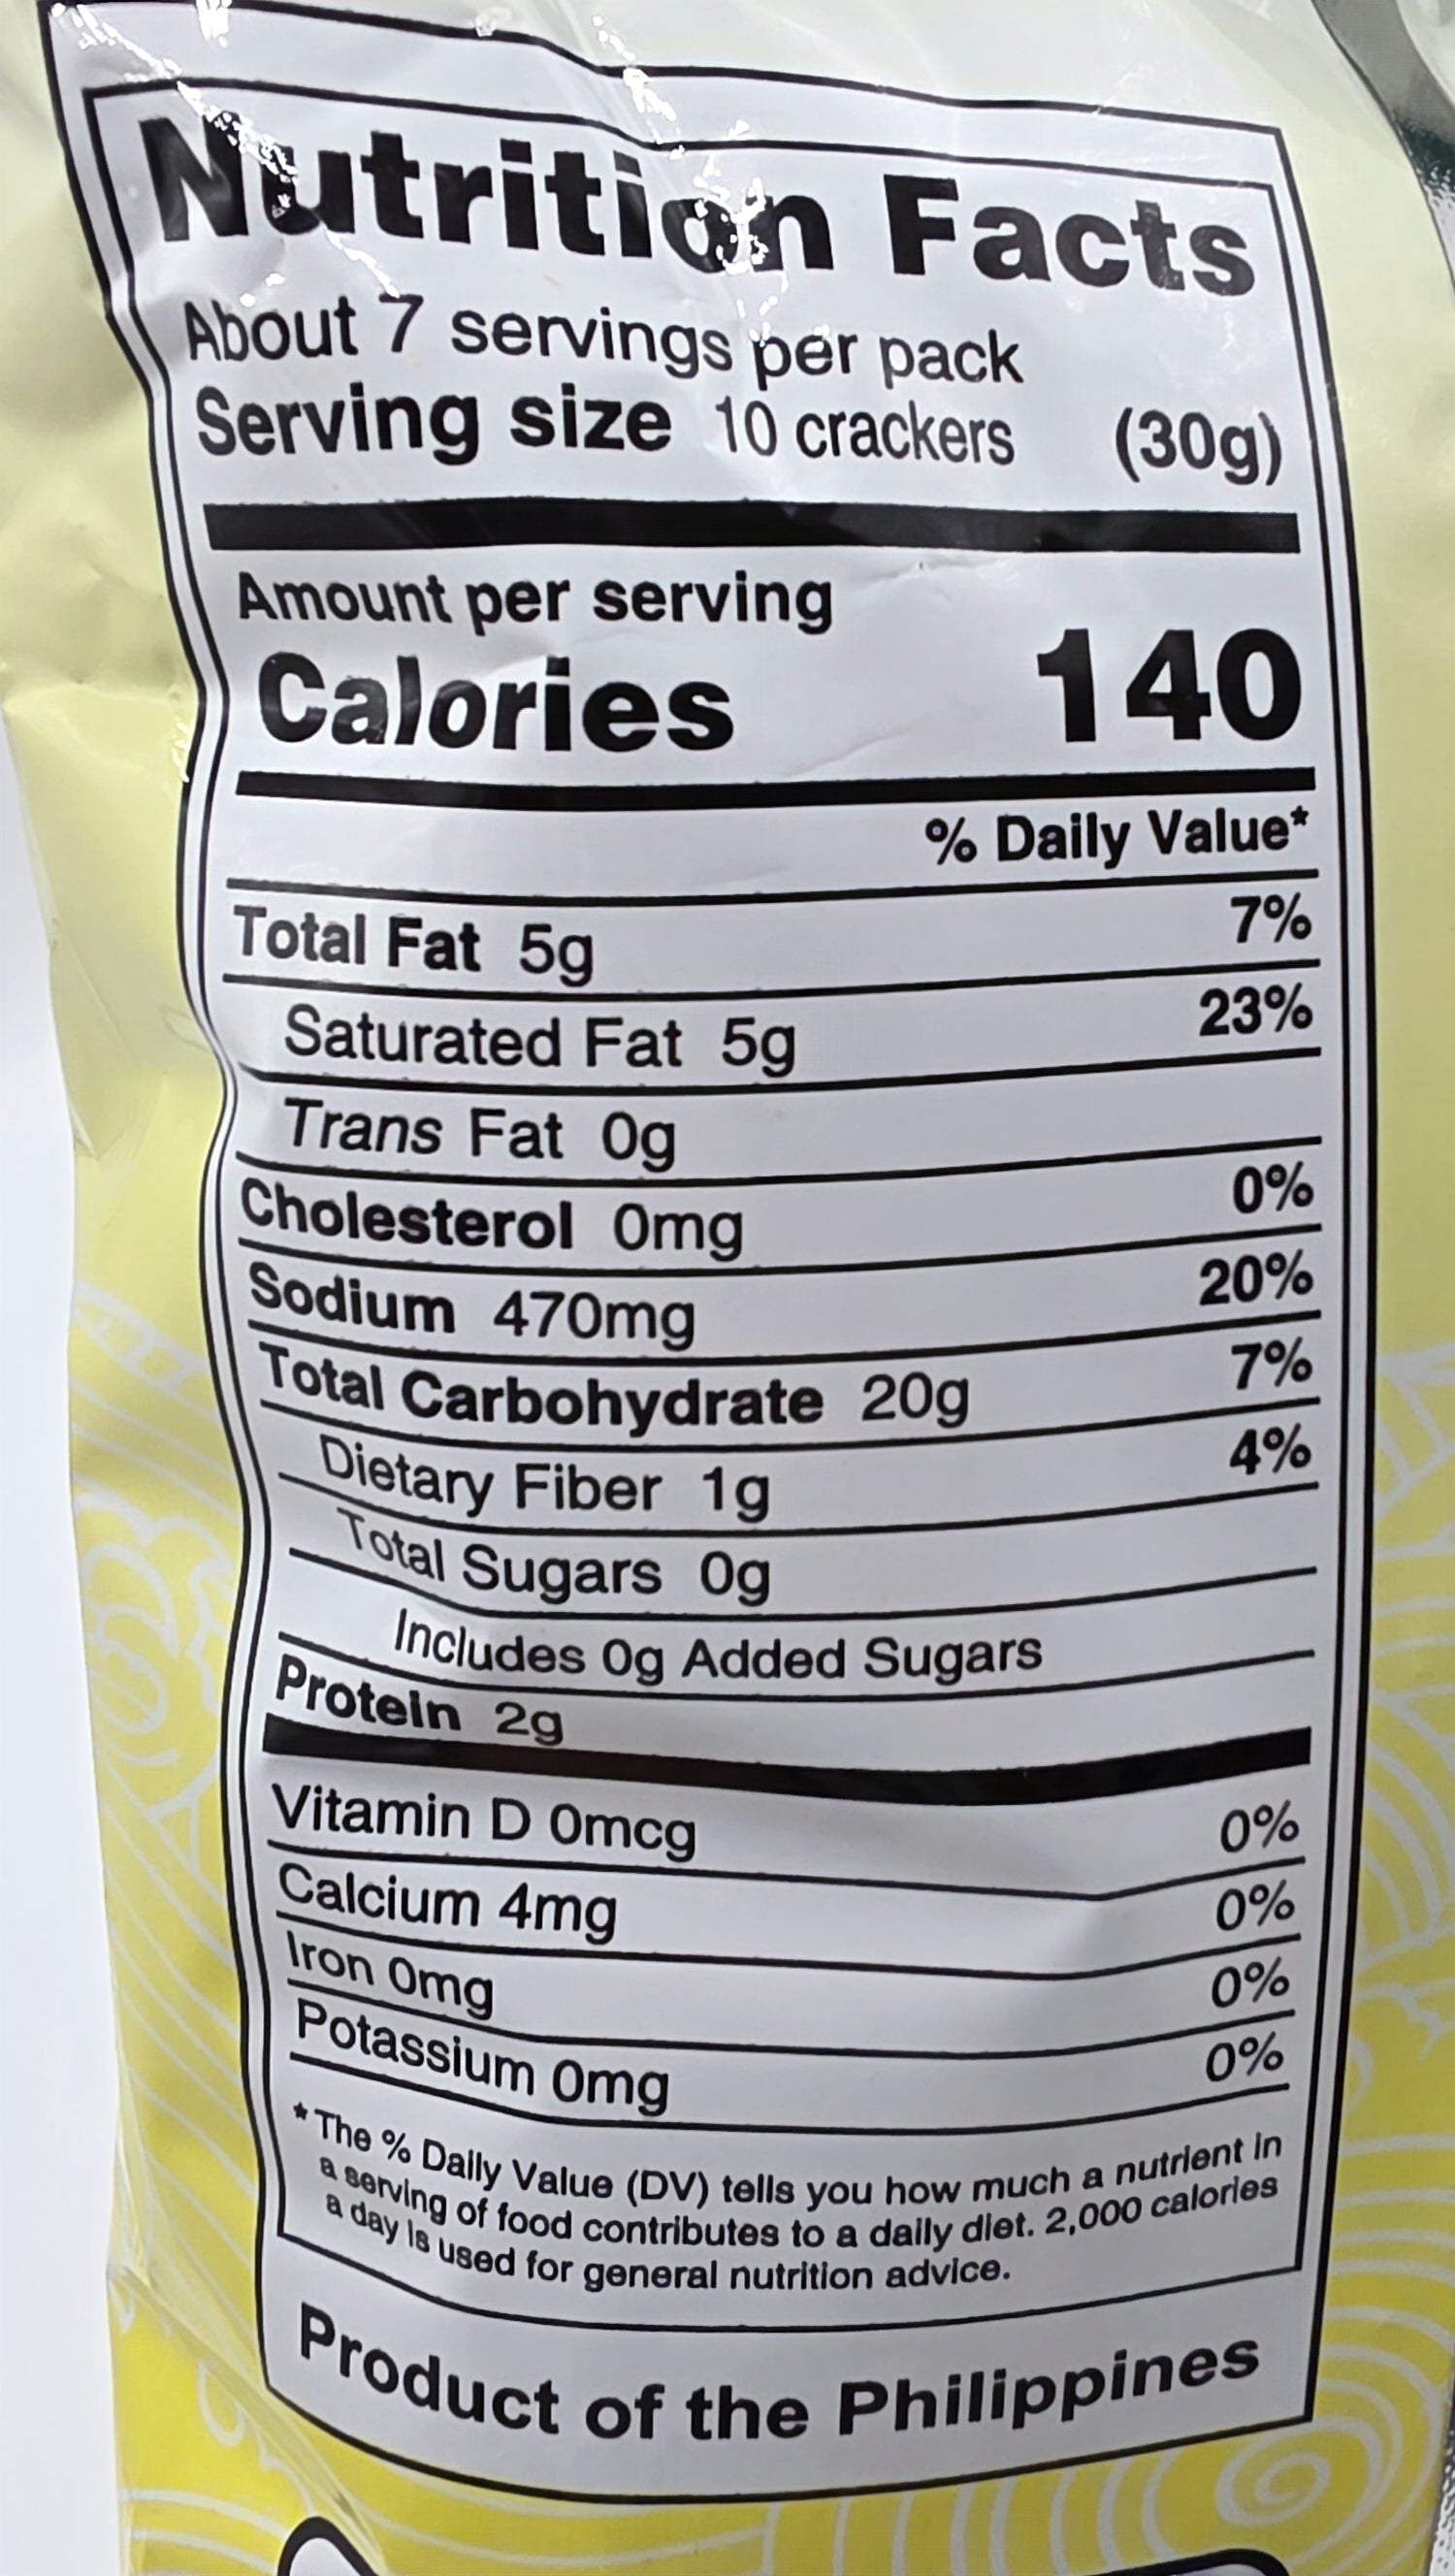 Nutrition Facts
About 7 servings per pack
Serving size 10 crackers (30g)
Amount per serving
Calories 140
% Daily Value*
Total Fat 5g 7%
Saturated Fat 5g 23%
Trans Fat 0g
Cholesterol 0mg 0%
Sodium 470mg 20%
Total Carbohydrate 20g 7%
Dietary Fiber 1g 4%
Total Sugars 0g
Includes 0g Added Sugars
Protein 2g
Vitamin D 0mcg 0%
Calcium 4mg 0%
Iron 0mg 0%
Potassium 0mg 0%
* The % Daily Value (DV) tells you how much a nutrient in
a serving of food contributes to a daily diet. 2,000 calories
a day is used for general nutrition advice.
Product of the Philippines